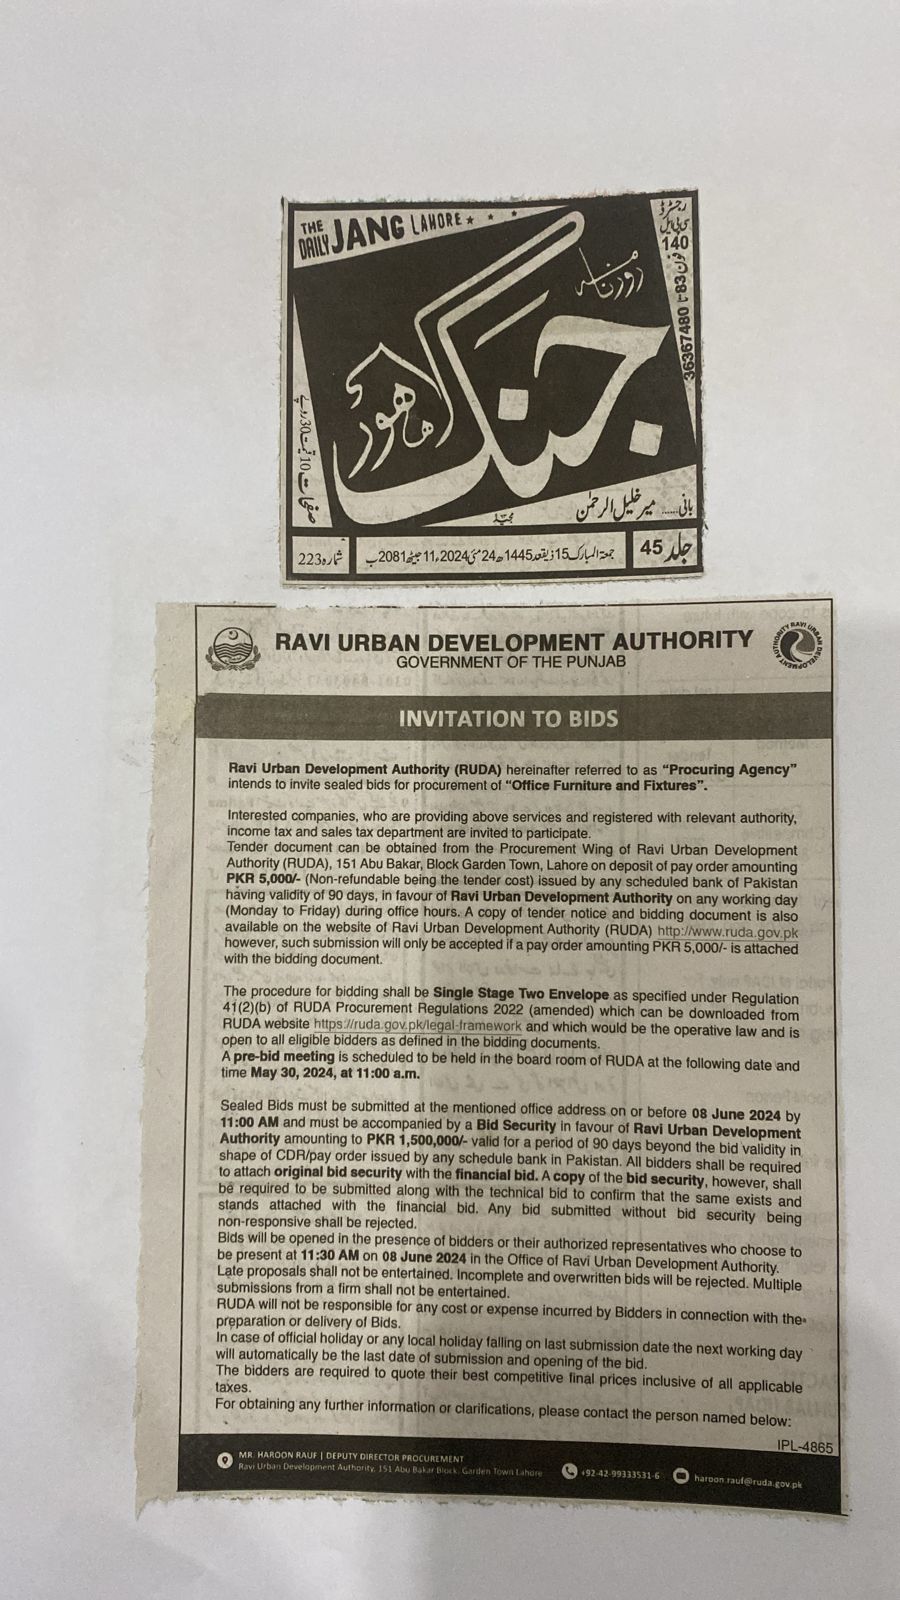 THE DAILY JANG LAHORE
روزنامہ
جنگ
لاہور
رجسٹرڈ سی پی ایل 140 فون 83 تا 36367480
صفحات 10 قیمت 30 روپے
بانی ...... میر خلیل الرحمٰن
جلد 45
جمعۃ المبارک 15 ذیقعد 1445ھ 24 مئی 2024ء 11 جیٹھ 2081 ب
شمارہ 223
RAVI URBAN DEVELOPMENT AUTHORITY
GOVERNMENT OF THE PUNJAB
RAVI URBAN DEVELOPMENT AUTHORITY
INVITATION TO BIDS
Ravi Urban Development Authority (RUDA) hereinafter referred to as “Procuring Agency”
intends to invite sealed bids for procurement of “Office Furniture and Fixtures”.
Interested companies, who are providing above services and registered with relevant authority,
income tax and sales tax department are invited to participate.
Tender document can be obtained from the Procurement Wing of Ravi Urban Development
Authority (RUDA), 151 Abu Bakar, Block Garden Town, Lahore on deposit of pay order amounting
PKR 5,000/- (Non-refundable being the tender cost) issued by any scheduled bank of Pakistan
having validity of 90 days, in favour of Ravi Urban Development Authority on any working day
(Monday to Friday) during office hours. A copy of tender notice and bidding document is also
available on the website of Ravi Urban Development Authority (RUDA) http://www.ruda.gov.pk
however, such submission will only be accepted if a pay order amounting PKR 5,000/- is attached
with the bidding document.
The procedure for bidding shall be Single Stage Two Envelope as specified under Regulation
41(2)(b) of RUDA Procurement Regulations 2022 (amended) which can be downloaded from
RUDA website https://ruda.gov.pk/legal-framework and which would be the operative law and is
open to all eligible bidders as defined in the bidding documents.
A pre-bid meeting is scheduled to be held in the board room of RUDA at the following date and
time May 30, 2024, at 11:00 a.m.
Sealed Bids must be submitted at the mentioned office address on or before 08 June 2024 by
11:00 AM and must be accompanied by a Bid Security in favour of Ravi Urban Development
Authority amounting to PKR 1,500,000/- valid for a period of 90 days beyond the bid validity in
shape of CDR/pay order issued by any schedule bank in Pakistan. All bidders shall be required
to attach original bid security with the financial bid. A copy of the bid security, however, shall
be required to be submitted along with the technical bid to confirm that the same exists and
stands attached with the financial bid. Any bid submitted without bid security being
non-responsive shall be rejected.
Bids will be opened in the presence of bidders or their authorized representatives who choose to
be present at 11:30 AM on 08 June 2024 in the Office of Ravi Urban Development Authority.
Late proposals shall not be entertained. Incomplete and overwritten bids will be rejected. Multiple
submissions from a firm shall not be entertained.
RUDA will not be responsible for any cost or expense incurred by Bidders in connection with the
preparation or delivery of Bids.
In case of official holiday or any local holiday falling on last submission date the next working day
will automatically be the last date of submission and opening of the bid.
The bidders are required to quote their best competitive final prices inclusive of all applicable
taxes.
For obtaining any further information or clarifications, please contact the person named below:
IPL-4865
MR. HAROON RAUF | DEPUTY DIRECTOR PROCUREMENT
Ravi Urban Development Authority, 151 Abu Bakar Block, Garden Town Lahore
+92-42-99333531-6
haroon.rauf@ruda.gov.pk